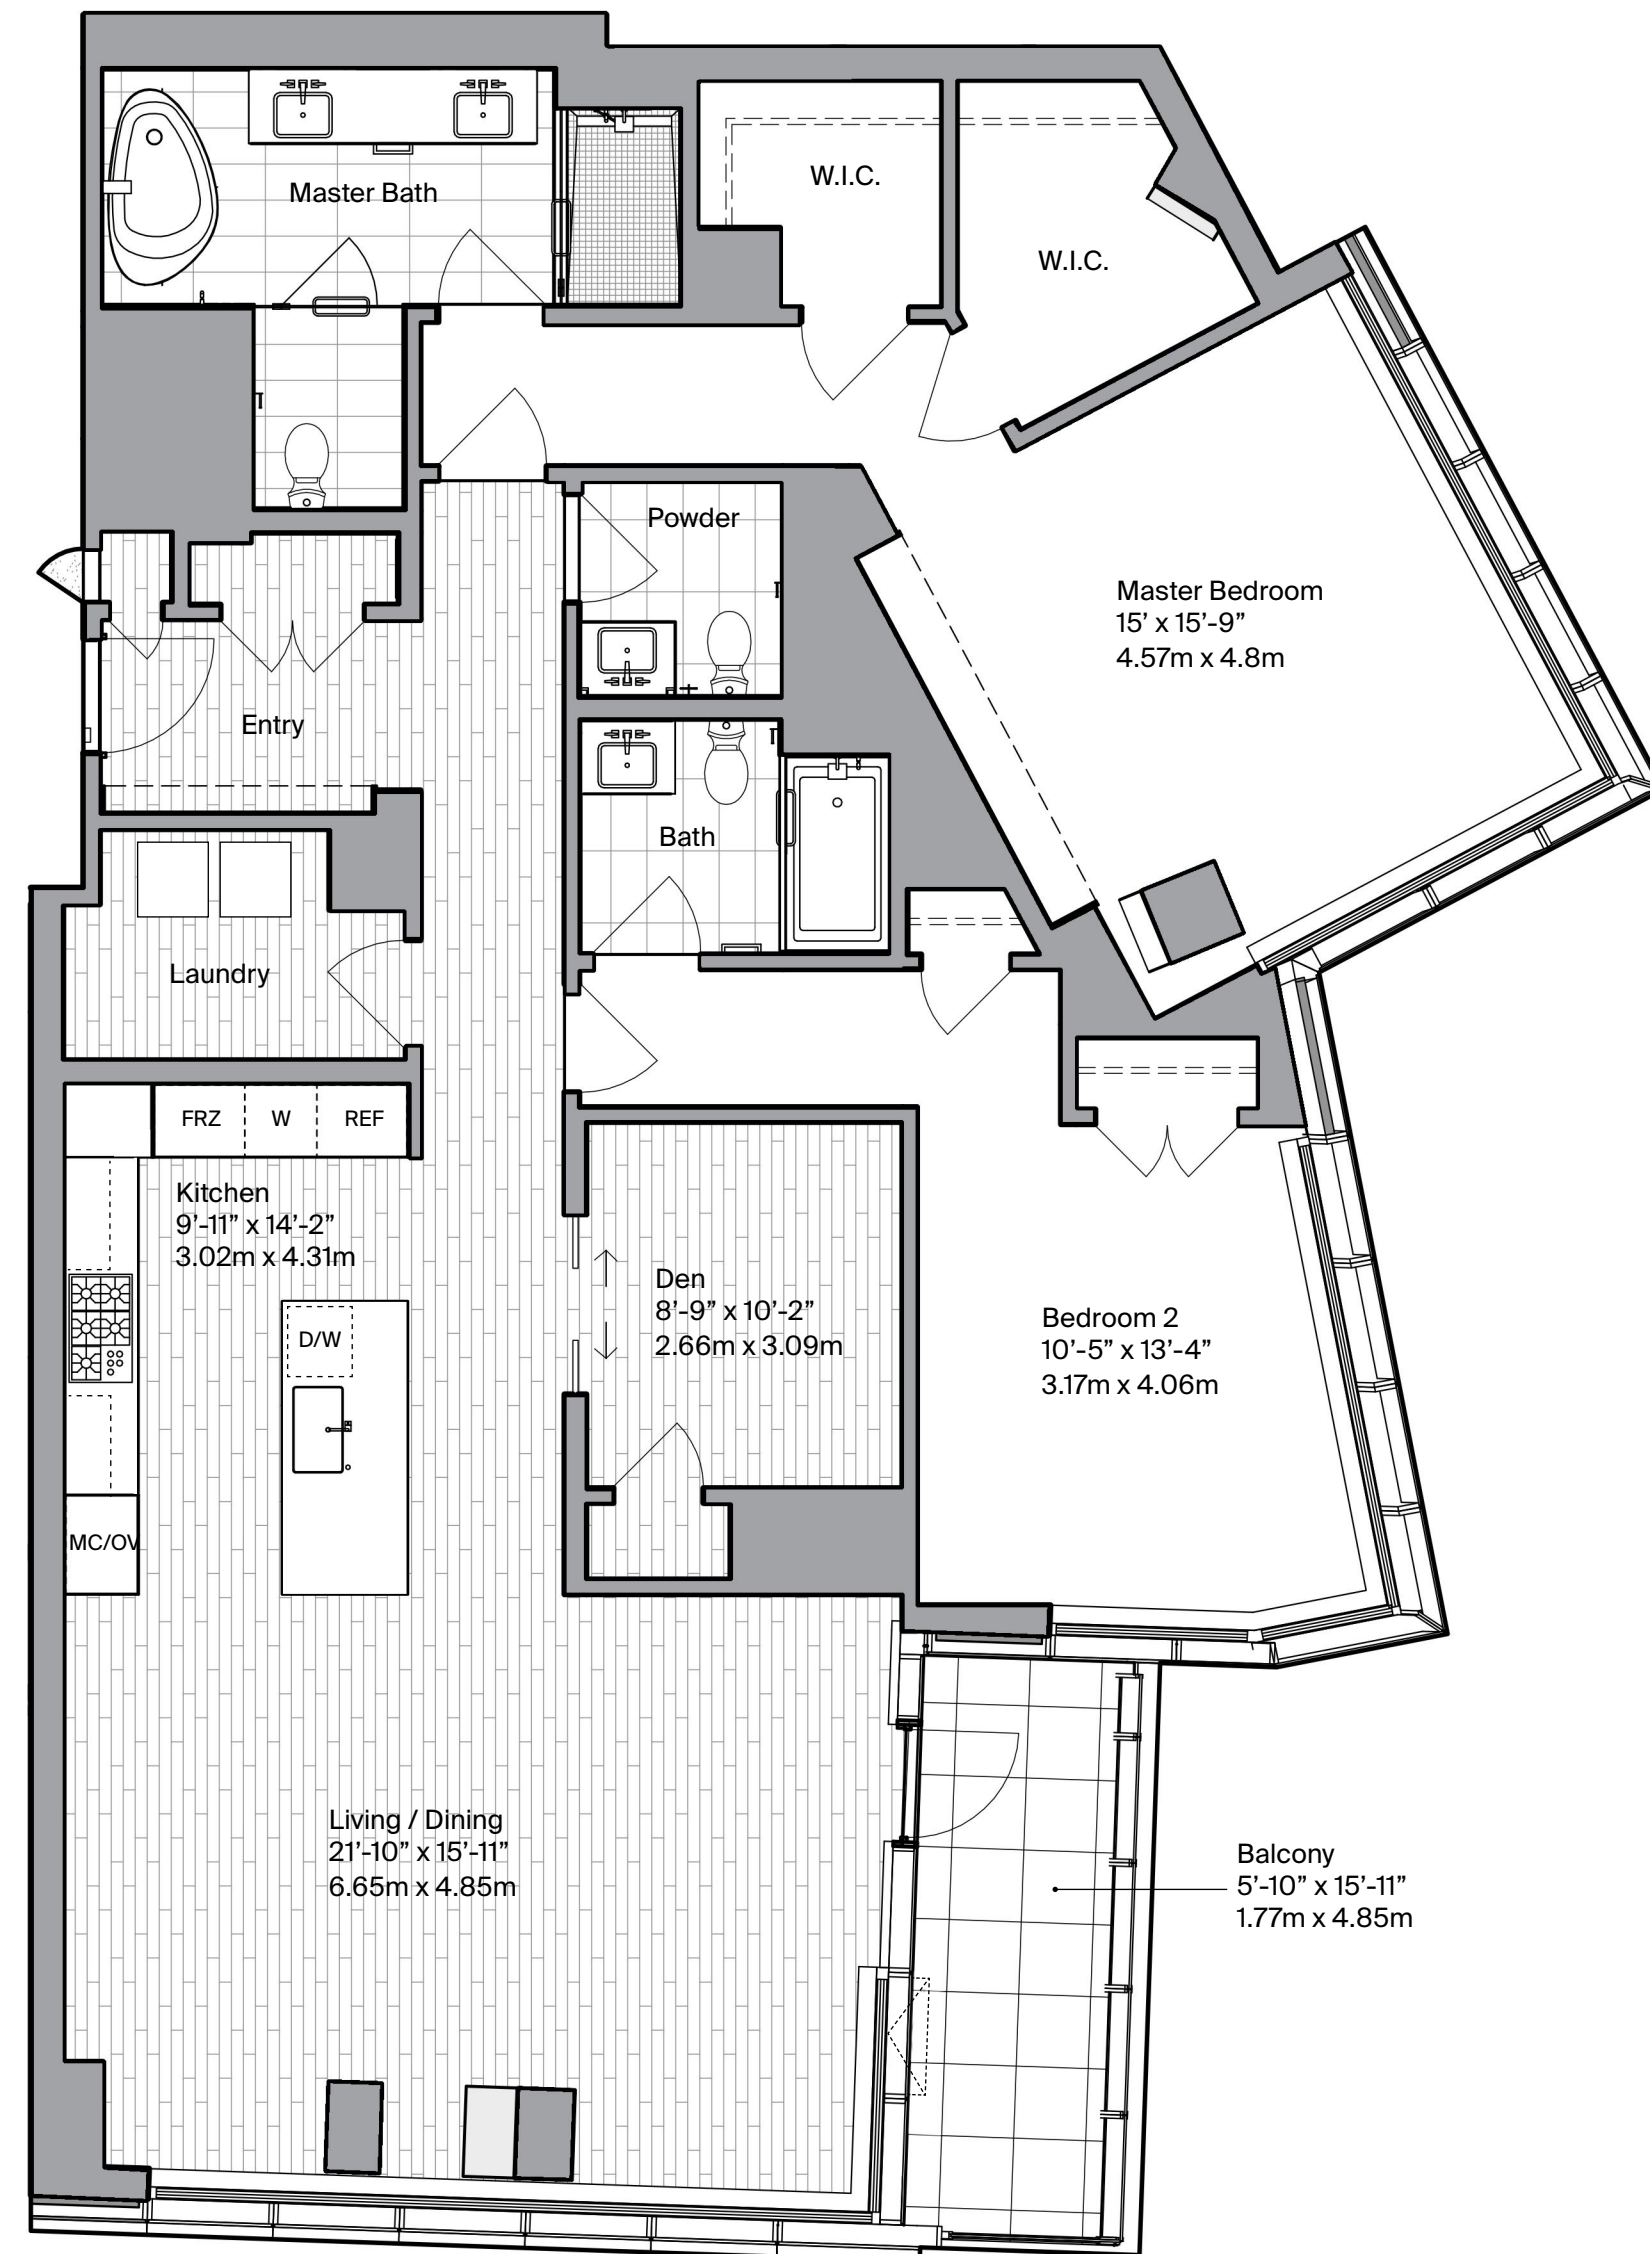 Master Bath
W.I.C.
W.I.C.
Powder
Master Bedroom
15’ x 15’-9”
4.57m x 4.8m
Entry
Bath
Laundry
FRZ
W
REF
Kitchen
9’-11” x 14’-2”
3.02m x 4.31m
Den
8’-9” x 10’-2”
2.66m x 3.09m
D/W
Bedroom 2
10’-5” x 13’-4”
3.17m x 4.06m
MC/OV
Living / Dining
21’-10” x 15’-11”
6.65m x 4.85m
Balcony
5’-10” x 15’-11”
1.77m x 4.85m